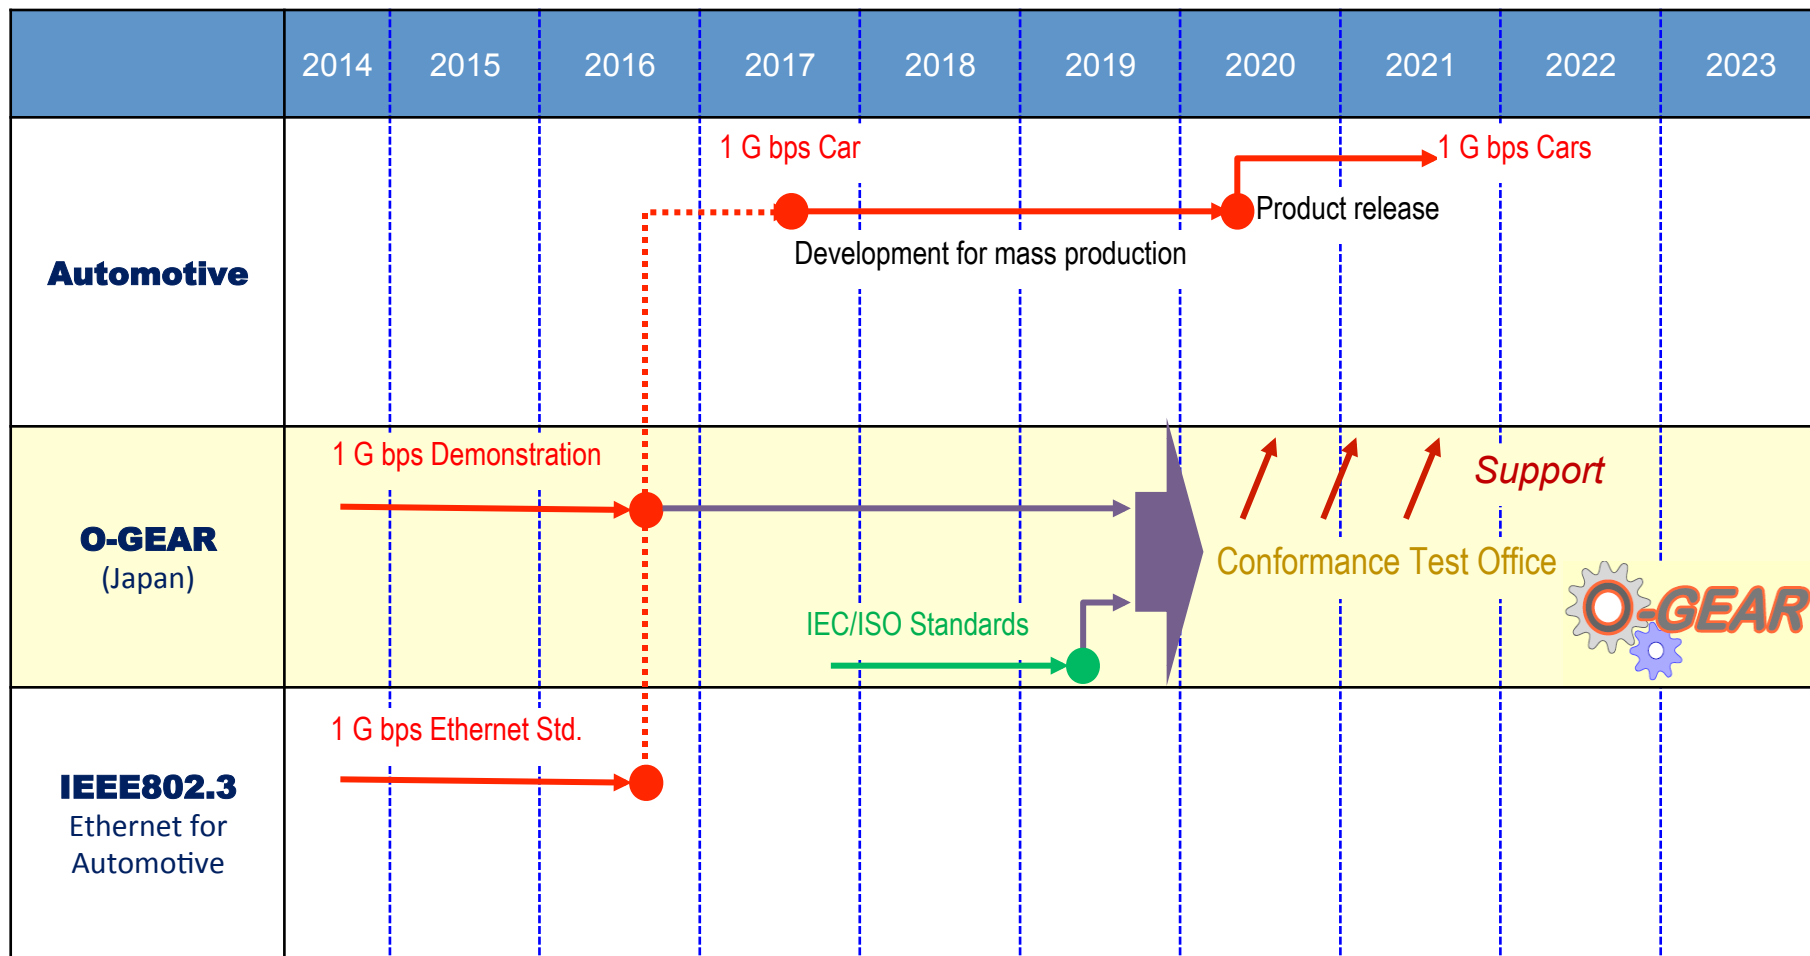 2014 2015 2016 2017 2018 2019 2020 2021 2022 2023
1 G bps Car
1 G bps Cars
Product release
Development for mass production
Automotive
1 G bps Demonstration
Support
O-GEAR
(Japan)
Conformance Test Office
IEC/ISO Standards
O-GEAR
1 G bps Ethernet Std.
IEEE802.3
Ethernet for
Automotive